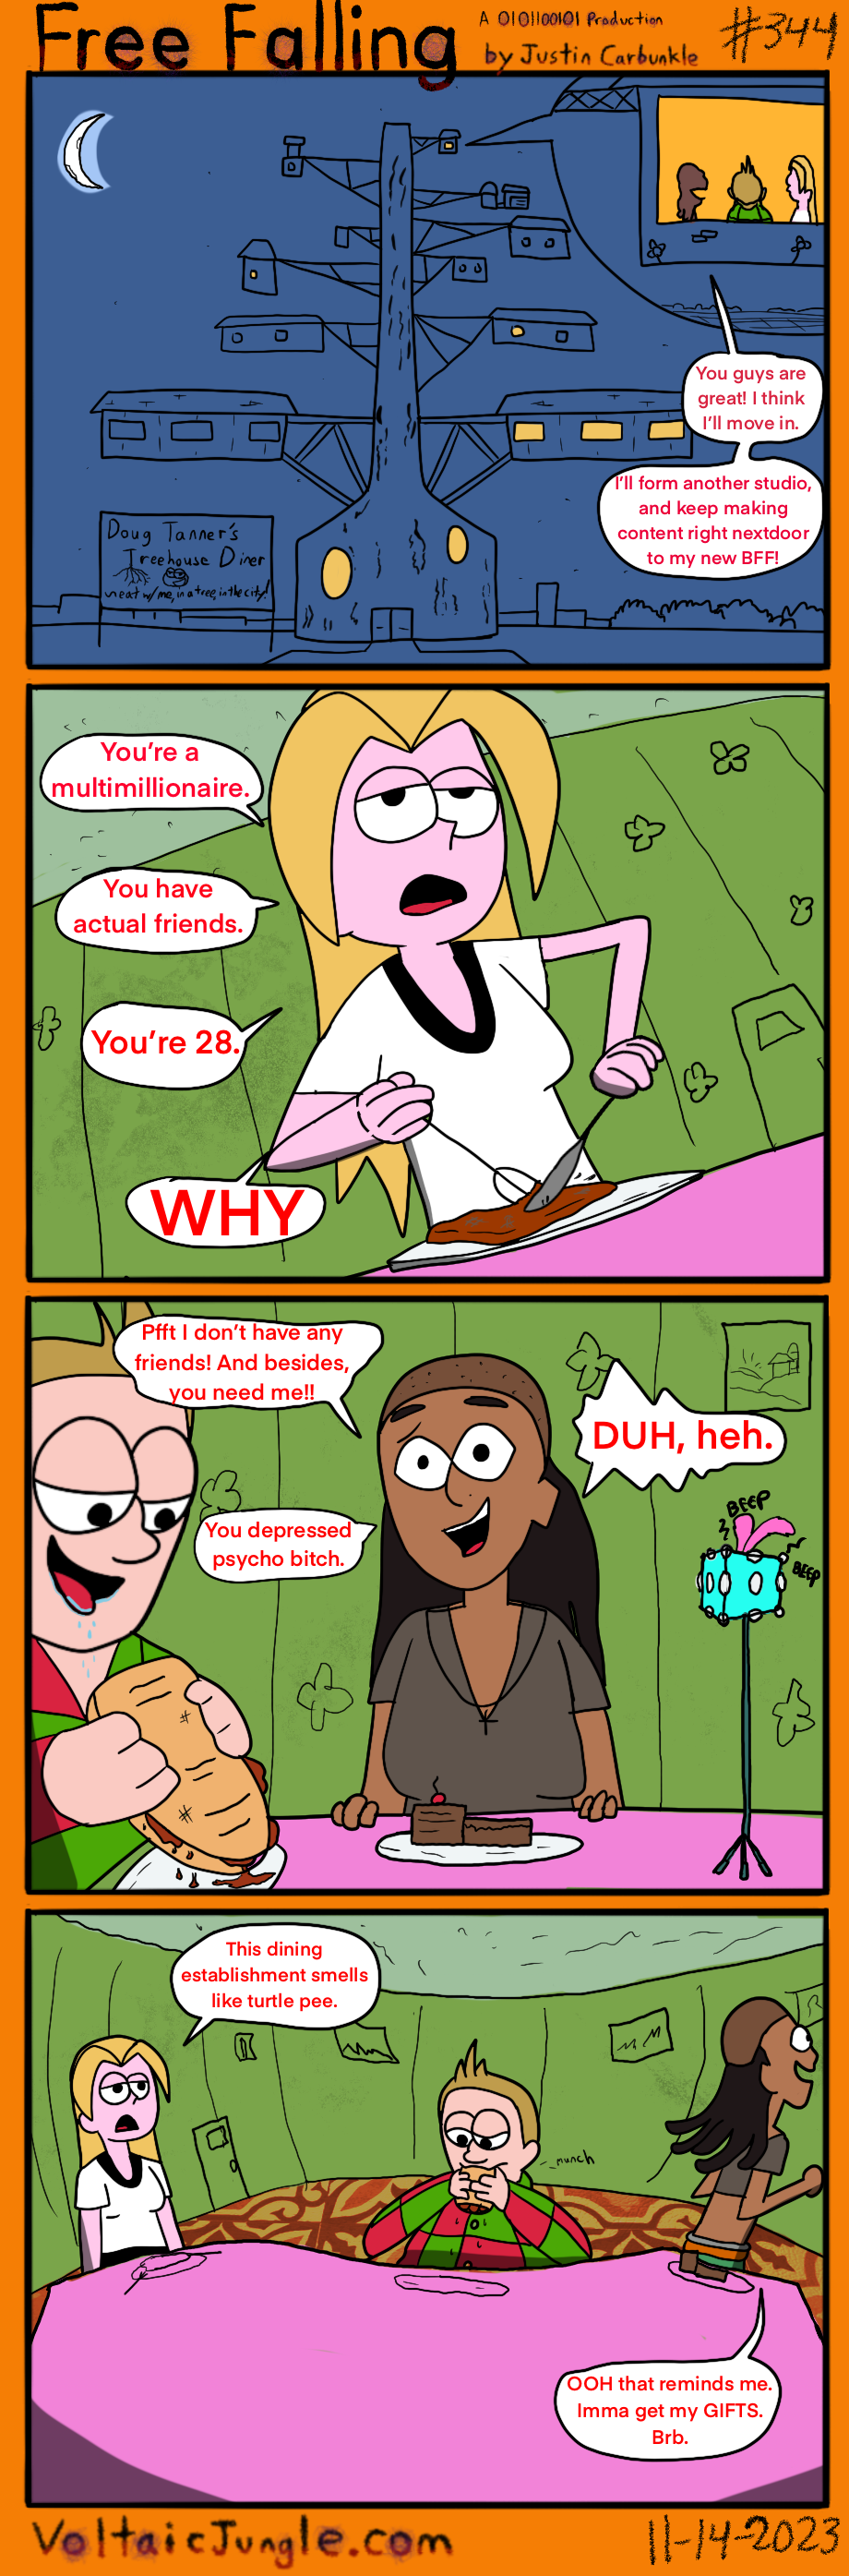 Free Falling
A 0101100101 Production
by Justin Carbunkle
#344
You guys are
great! I think
I'll move in.
I'll form another studio,
and keep making
content right nextdoor
to my new BFF!
Doug Tanner's
Treehouse Diner
w/me, in a tree, in the city!
You're a
multimillionaire.
You have
actual friends.
You're 28.
WHY
Pfft I don't have any
friends! And besides,
you need me!!
DUH, heh.
You depressed
psycho bitch.
BEEP
BEEP
This dining
establishment smells
like turtle pee.
munch
OOH that reminds me.
Imma get my GIFTS.
Brb.
VoltaicJungle.com
11-14-2023